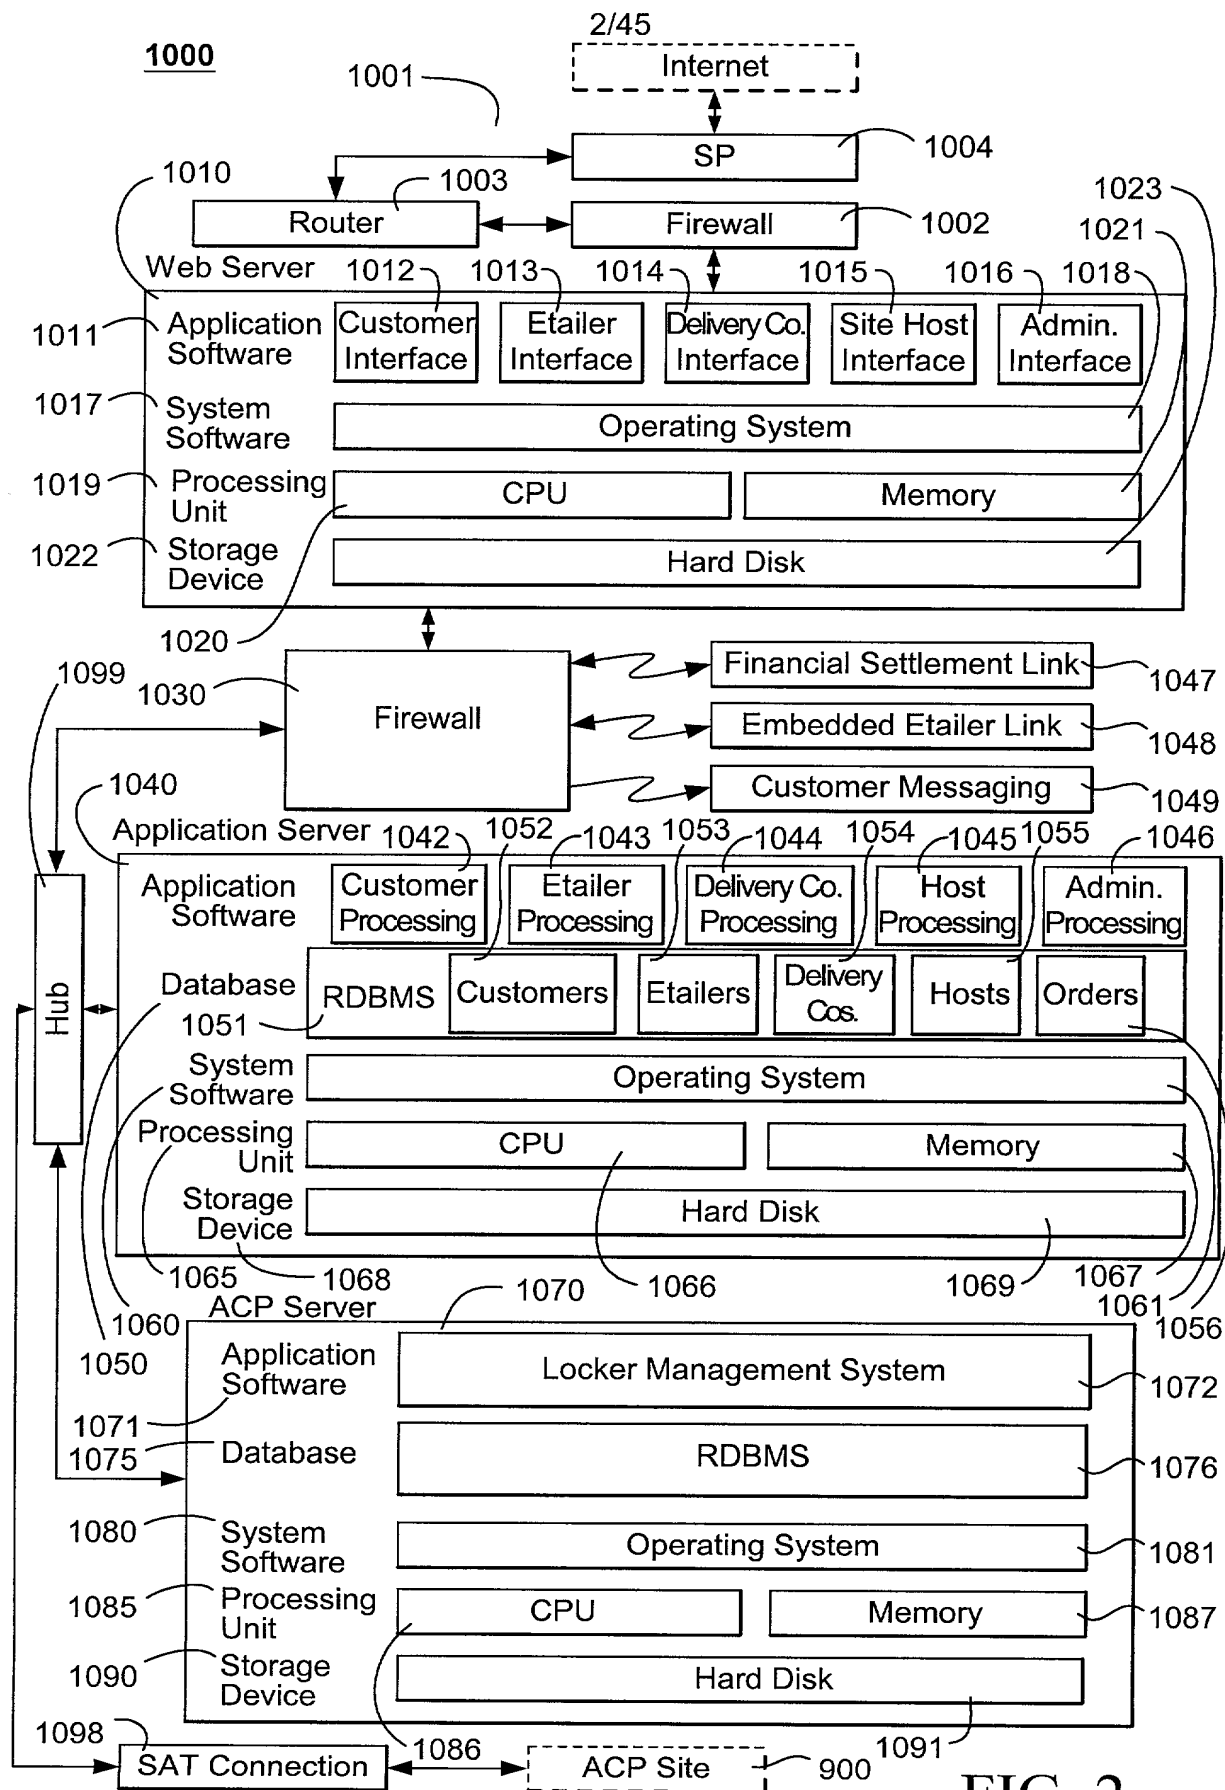 2/45
1000
Internet
1001
SP
1004
1010
1003
1023
Router
Firewall
1002
1021
Web Server
1012
1013
1014
1015
1016
1018
1011
Application Software
Customer Interface
Etailer Interface
Delivery Co. Interface
Site Host Interface
Admin. Interface
1017
System Software
Operating System
1019
Processing Unit
CPU
Memory
1022
Storage Device
Hard Disk
1020
1099
1030
Firewall
Financial Settlement Link
1047
Embedded Etailer Link
1048
Customer Messaging
1049
1040
Application Server
1042
1052
1043
1053
1044
1054
1045
1055
1046
Application Software
Customer Processing
Etailer Processing
Delivery Co. Processing
Host Processing
Admin. Processing
Hub
Database
1051
RDBMS
Customers
Etailers
Delivery Cos.
Hosts
Orders
System Software
Operating System
Processing Unit
CPU
Memory
Storage Device
Hard Disk
1065
1068
1066
1069
1067
1061
1056
1060
1050
ACP Server
1070
Application Software
Locker Management System
1072
1071
1075
Database
RDBMS
1076
1080
System Software
Operating System
1081
1085
Processing Unit
CPU
Memory
1087
1090
Storage Device
Hard Disk
1098
SAT Connection
1086
ACP Site
900
1091
FIG. 2